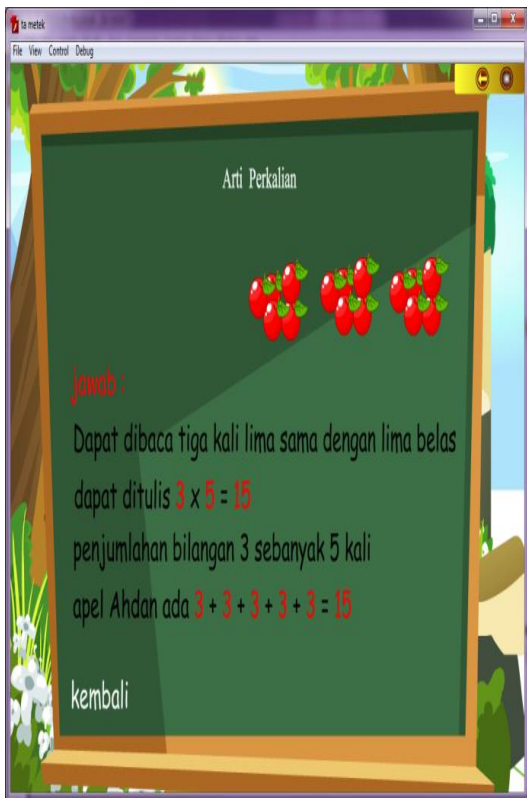 ta metek
File View Control Debug
Arti Perkalian
jawab :
Dapat dibaca tiga kali lima sama dengan lima belas
dapat ditulis 3 x 5 = 15
penjumlahan bilangan 3 sebanyak 5 kali
apel Ahdan ada 3 + 3 + 3 + 3 + 3 = 15
kembali